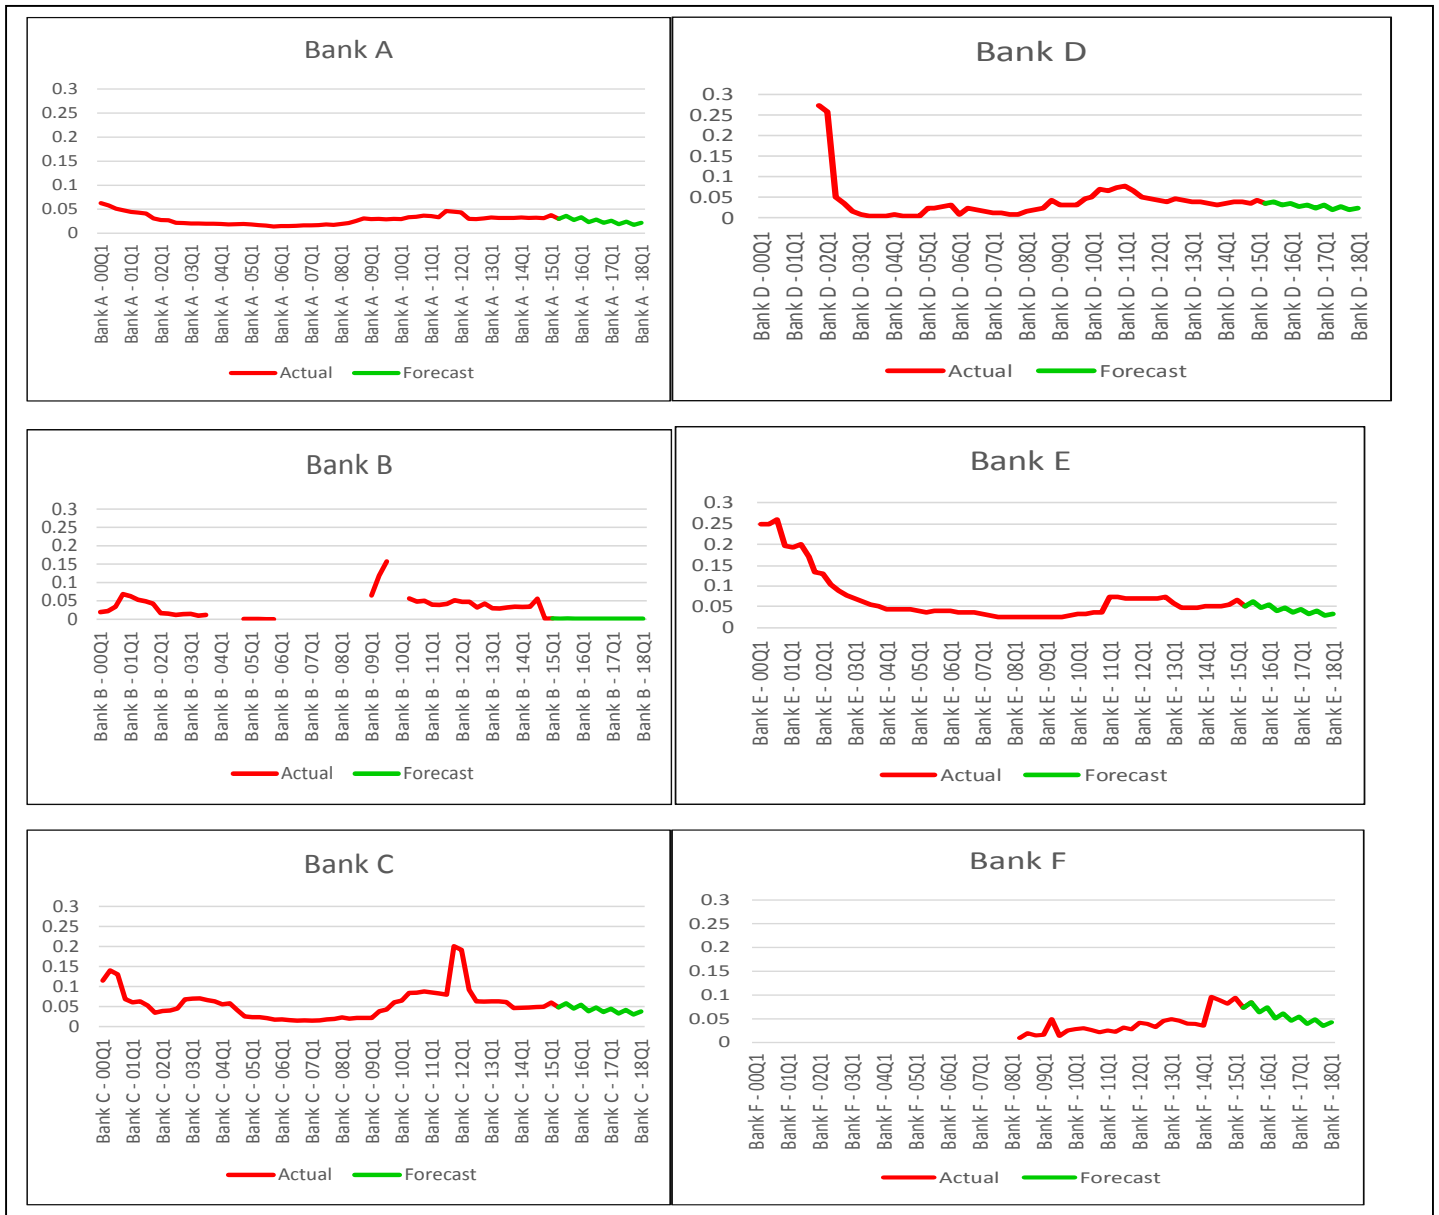 Bank A
0.3
0.25
0.2
0.15
0.1
0.05
0
Bank A - 00Q1
Bank A - 01Q1
Bank A - 02Q1
Bank A - 03Q1
Bank A - 04Q1
Bank A - 05Q1
Bank A - 06Q1
Bank A - 07Q1
Bank A - 08Q1
Bank A - 09Q1
Bank A - 10Q1
Bank A - 11Q1
Bank A - 12Q1
Bank A - 13Q1
Bank A - 14Q1
Bank A - 15Q1
Bank A - 16Q1
Bank A - 17Q1
Bank A - 18Q1
Actual Forecast
Bank D
0.3
0.25
0.2
0.15
0.1
0.05
0
Bank D - 00Q1
Bank D - 01Q1
Bank D - 02Q1
Bank D - 03Q1
Bank D - 04Q1
Bank D - 05Q1
Bank D - 06Q1
Bank D - 07Q1
Bank D - 08Q1
Bank D - 09Q1
Bank D - 10Q1
Bank D - 11Q1
Bank D - 12Q1
Bank D - 13Q1
Bank D - 14Q1
Bank D - 15Q1
Bank D - 16Q1
Bank D - 17Q1
Bank D - 18Q1
Actual Forecast
Bank B
0.3
0.25
0.2
0.15
0.1
0.05
0
Bank B - 00Q1
Bank B - 01Q1
Bank B - 02Q1
Bank B - 03Q1
Bank B - 04Q1
Bank B - 05Q1
Bank B - 06Q1
Bank B - 07Q1
Bank B - 08Q1
Bank B - 09Q1
Bank B - 10Q1
Bank B - 11Q1
Bank B - 12Q1
Bank B - 13Q1
Bank B - 14Q1
Bank B - 15Q1
Bank B - 16Q1
Bank B - 17Q1
Bank B - 18Q1
Actual Forecast
Bank E
0.3
0.25
0.2
0.15
0.1
0.05
0
Bank E - 00Q1
Bank E - 01Q1
Bank E - 02Q1
Bank E - 03Q1
Bank E - 04Q1
Bank E - 05Q1
Bank E - 06Q1
Bank E - 07Q1
Bank E - 08Q1
Bank E - 09Q1
Bank E - 10Q1
Bank E - 11Q1
Bank E - 12Q1
Bank E - 13Q1
Bank E - 14Q1
Bank E - 15Q1
Bank E - 16Q1
Bank E - 17Q1
Bank E - 18Q1
Actual Forecast
Bank C
0.3
0.25
0.2
0.15
0.1
0.05
0
Bank C - 00Q1
Bank C - 01Q1
Bank C - 02Q1
Bank C - 03Q1
Bank C - 04Q1
Bank C - 05Q1
Bank C - 06Q1
Bank C - 07Q1
Bank C - 08Q1
Bank C - 09Q1
Bank C - 10Q1
Bank C - 11Q1
Bank C - 12Q1
Bank C - 13Q1
Bank C - 14Q1
Bank C - 15Q1
Bank C - 16Q1
Bank C - 17Q1
Bank C - 18Q1
Actual Forecast
Bank F
0.3
0.25
0.2
0.15
0.1
0.05
0
Bank F - 00Q1
Bank F - 01Q1
Bank F - 02Q1
Bank F - 03Q1
Bank F - 04Q1
Bank F - 05Q1
Bank F - 06Q1
Bank F - 07Q1
Bank F - 08Q1
Bank F - 09Q1
Bank F - 10Q1
Bank F - 11Q1
Bank F - 12Q1
Bank F - 13Q1
Bank F - 14Q1
Bank F - 15Q1
Bank F - 16Q1
Bank F - 17Q1
Bank F - 18Q1
Actual Forecast